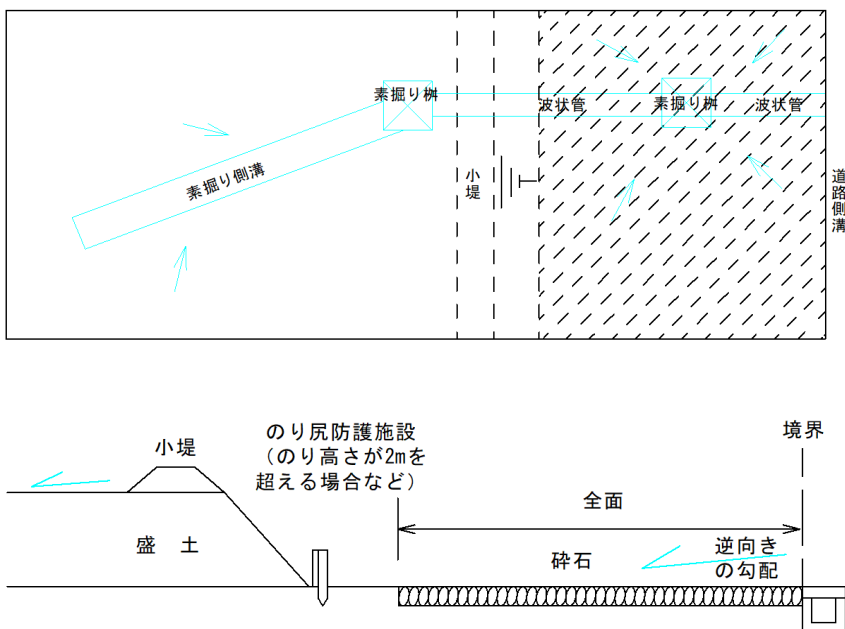 素掘り桝
波状管
素掘り桝
波状管
素掘り側溝
小堤
道路側溝
のり尻防護施設
（のり高さが2mを
超える場合など）
小堤
境界
全面
盛　土
砕石
逆向き
の勾配